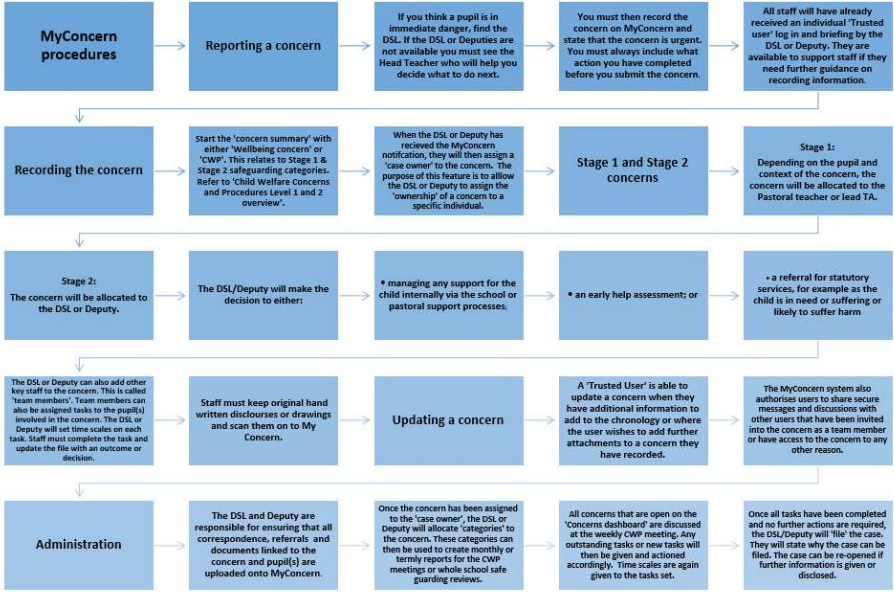 MyConcern
procedures
Reporting a concern
If you think a pupil is in
immediate danger, find the
DSL. If the DSL or Deputies are
not available you must see the
Head Teacher who will help you
decide what to do next.
You must then record the
concern on MyConcern and
state that the concern is urgent.
You must always include what
action you have completed
before you submit the concern.
All staff will have already
received an individual 'Trusted
user' log in and briefing by the
DSL or Deputy. They are
available to support staff if they
need further guidance on
recording information.
Recording the concern
Start the 'concern summary' with
either 'Wellbeing concern' or
'CWP'. This relates to Stage 1 &
Stage 2 safeguarding categories.
Refer to 'Child Welfare Concerns
and Procedures Level 1 and 2
overview'.
When the DSL or Deputy has
recieved the MyConcern
notifcation, they will then assign a
'case owner' to the concern. The
purpose of this feature is to alllow
the DSL or Deputy to assign the
'ownership' of a concern to a
specific individual.
Stage 1 and Stage 2
concerns
Stage 1:
Depending on the pupil and
context of the concern, the
concern will be allocated to the
Pastoral teacher or lead TA.
Stage 2:
The concern will be allocated to
the DSL or Deputy.
The DSL/Deputy will make the
decision to either:
• managing any support for the
child internally via the school or
pastoral support processes;
• an early help assessment; or
• a referral for statutory
services, for example as the
child is in need or suffering or
likely to suffer harm
The DSL or Deputy can also add other
key staff to the concern. This is called
'team members'. Team members can
also be assigned tasks to the pupil(s)
involved in the concern. The DSL or
Deputy will set time scales on each
task. Staff must complete the task and
update the file with an outcome or
decision.
Staff must keep original hand
written disclourses or drawings
and scan them on to My
Concern.
Updating a concern
A 'Trusted User' is able to
update a concern when they
have additional information to
add to the chronology or where
the user wishes to add further
attachments to a concern they
have recorded.
The MyConcern system also
authorises users to share secure
messages and discussions with
other users that have been invited
into the concern as a team member
or have access to the concern to any
other reason.
Administration
The DSL and Deputy are
responsible for ensuring that all
correspondence, referrals and
documents linked to the
concern and pupil(s) are
uploaded onto MyConcern.
Once the concern has been assigned
to the 'case owner', the DSL or
Deputy will allocate 'categories' to
the concern. These categories can
then be used to create monthly or
termly reports for the CWP
meetings or whole school safe
guarding reviews.
All concerns that are open on the
'Concerns dashboard' are discussed
at the weekly CWP meeting. Any
outstanding tasks or new tasks will
then be given and actioned
accordingly. Time scales are again
given to the tasks set.
Once all tasks have been completed
and no further actions are required,
the DSL/Deputy will 'file' the case.
They will state why the case can be
filed. The case can be re-opened if
further information is given or
disclosed.